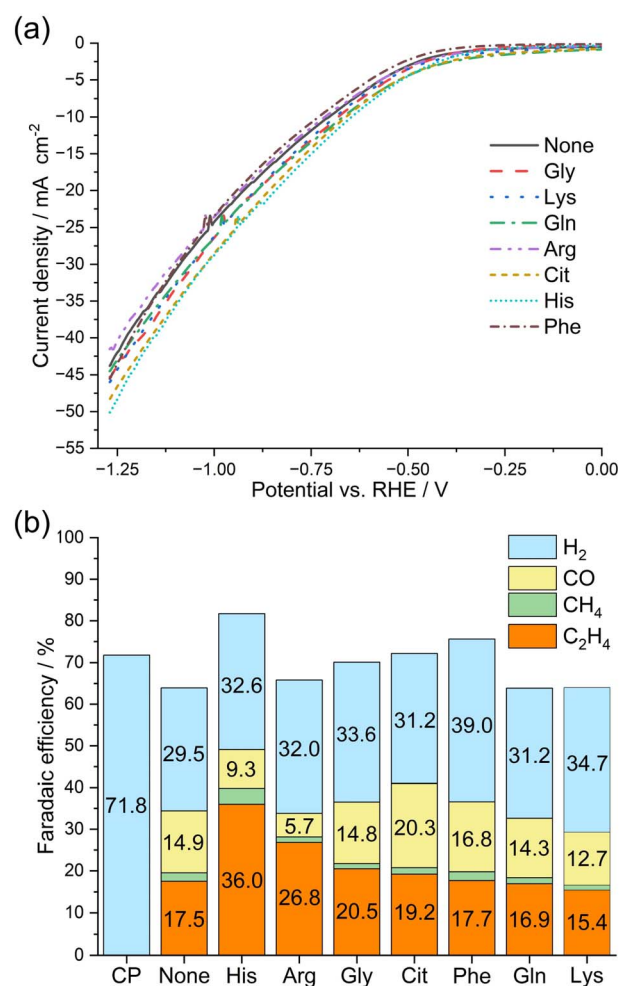 (a)
0
−5
−10
−15
−20
−25
−30
−35
−40
−45
−50
−55
Current density / mA cm⁻²
None
Gly
Lys
Gln
Arg
Cit
His
Phe
−1.25 −1.00 −0.75 −0.50 −0.25 0.00
Potential vs. RHE / V
(b)
100
90
80
70
60
50
40
30
20
10
0
Faradaic efficiency / %
H₂
CO
CH₄
C₂H₄
71.8
29.5
14.9
17.5
32.6
9.3
36.0
32.0
5.7
26.8
33.6
14.8
20.5
31.2
20.3
19.2
39.0
16.8
17.7
31.2
14.3
16.9
34.7
12.7
15.4
CP None His Arg Gly Cit Phe Gln Lys